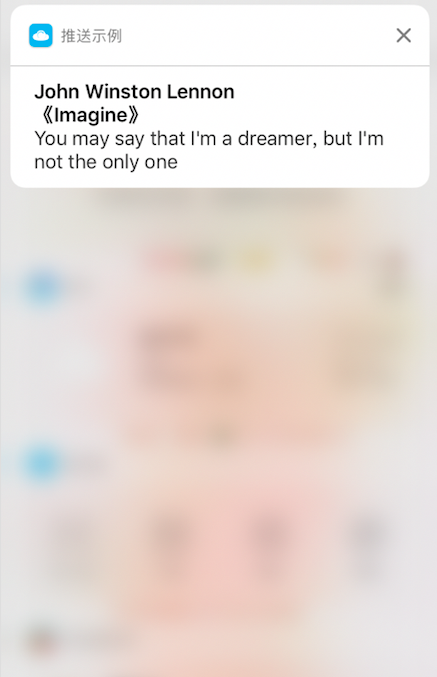 推送示例
John Winston Lennon
《Imagine》
You may say that I'm a dreamer, but I'm
not the only one